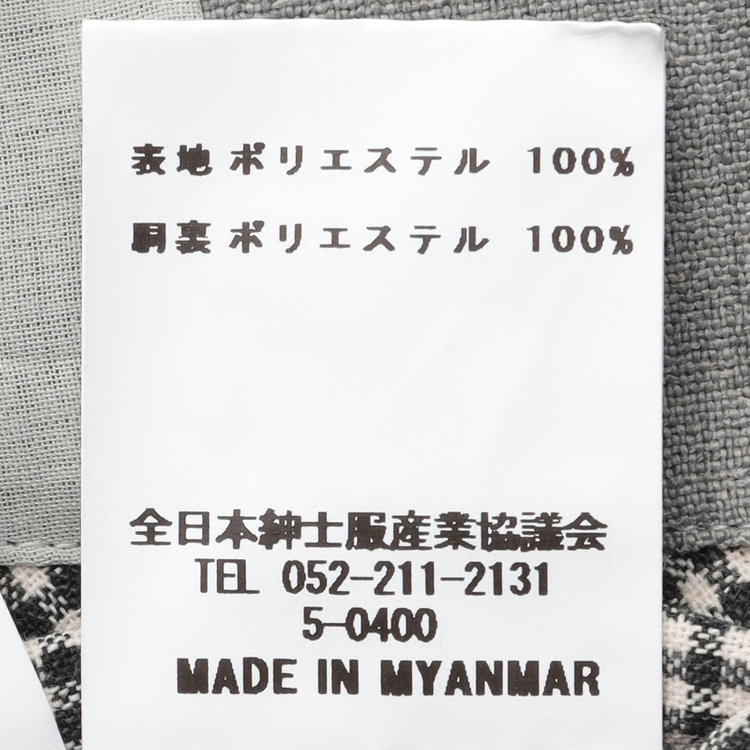 表地 ポリエステル 100%
胴裏 ポリエステル 100%
全日本紳士服産業協議会
TEL 052-211-2131
5-0400
MADE IN MYANMAR